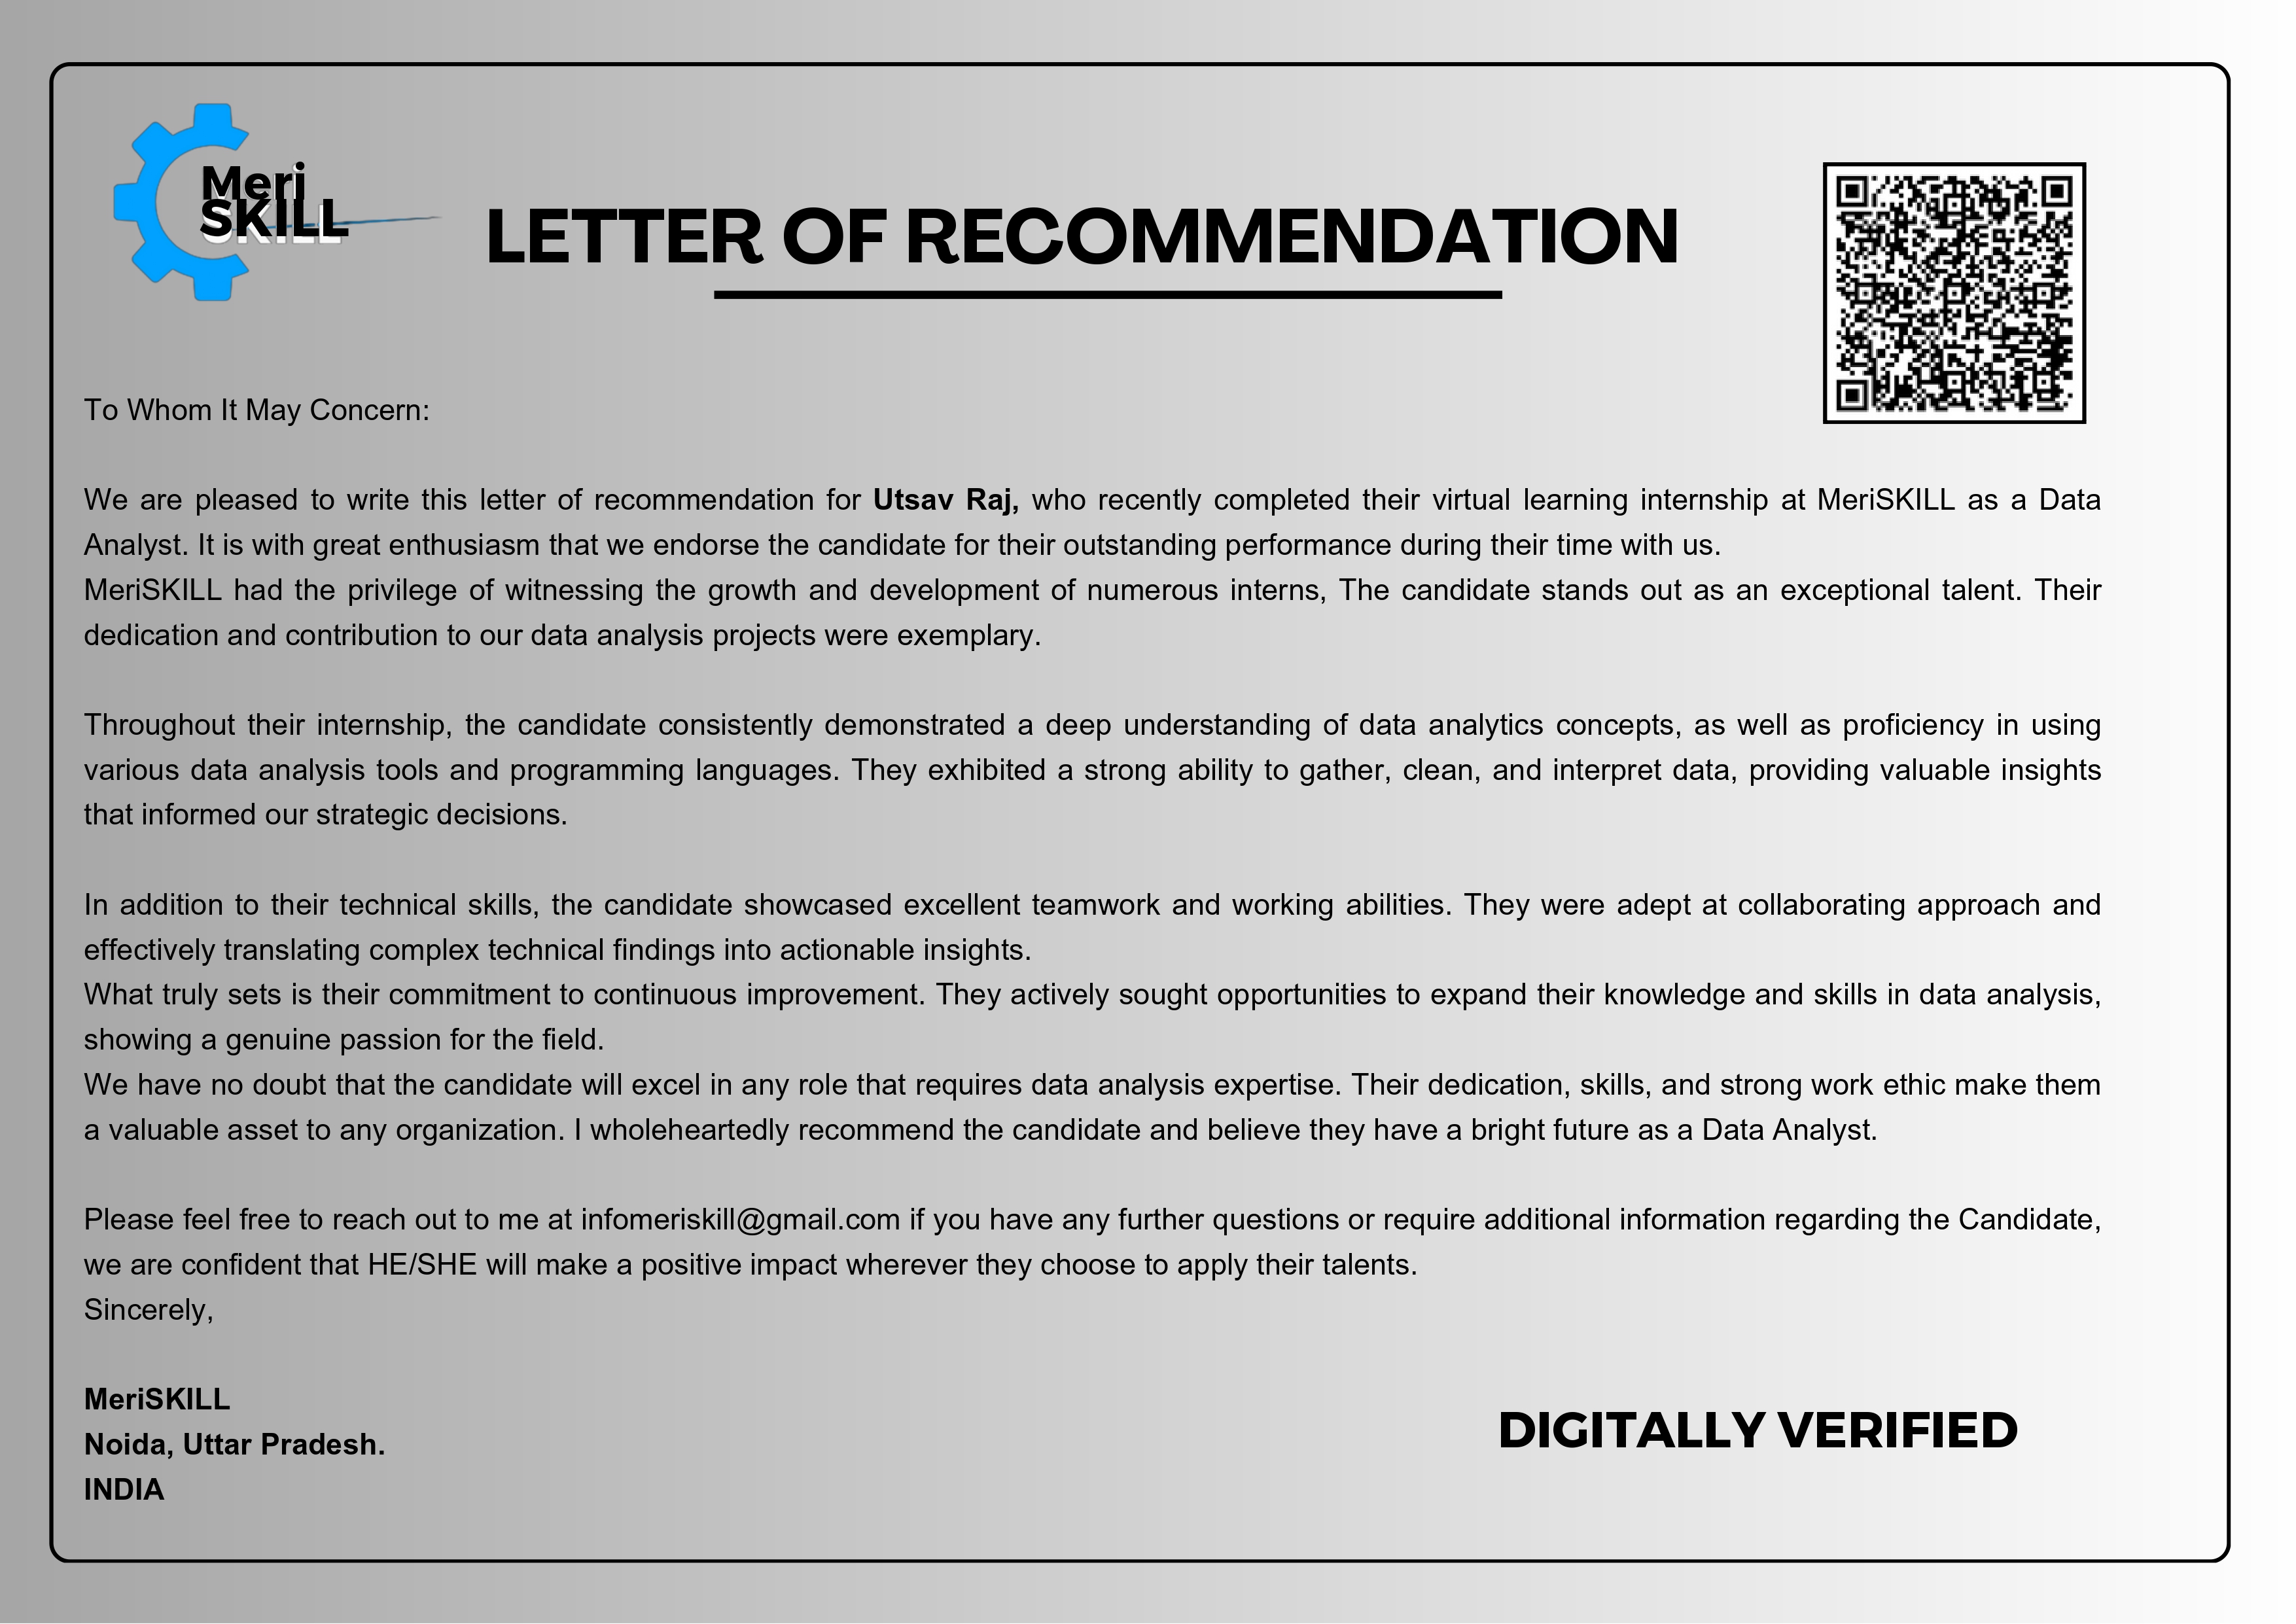 Meri
SKILL
LETTER OF RECOMMENDATION
To Whom It May Concern:
We are pleased to write this letter of recommendation for Utsav Raj, who recently completed their virtual learning internship at MeriSKILL as a Data
Analyst. It is with great enthusiasm that we endorse the candidate for their outstanding performance during their time with us.
MeriSKILL had the privilege of witnessing the growth and development of numerous interns, The candidate stands out as an exceptional talent. Their
dedication and contribution to our data analysis projects were exemplary.
Throughout their internship, the candidate consistently demonstrated a deep understanding of data analytics concepts, as well as proficiency in using
various data analysis tools and programming languages. They exhibited a strong ability to gather, clean, and interpret data, providing valuable insights
that informed our strategic decisions.
In addition to their technical skills, the candidate showcased excellent teamwork and working abilities. They were adept at collaborating approach and
effectively translating complex technical findings into actionable insights.
What truly sets is their commitment to continuous improvement. They actively sought opportunities to expand their knowledge and skills in data analysis,
showing a genuine passion for the field.
We have no doubt that the candidate will excel in any role that requires data analysis expertise. Their dedication, skills, and strong work ethic make them
a valuable asset to any organization. I wholeheartedly recommend the candidate and believe they have a bright future as a Data Analyst.
Please feel free to reach out to me at infomeriskill@gmail.com if you have any further questions or require additional information regarding the Candidate,
we are confident that HE/SHE will make a positive impact wherever they choose to apply their talents.
Sincerely,
MeriSKILL
Noida, Uttar Pradesh.
INDIA
DIGITALLY VERIFIED